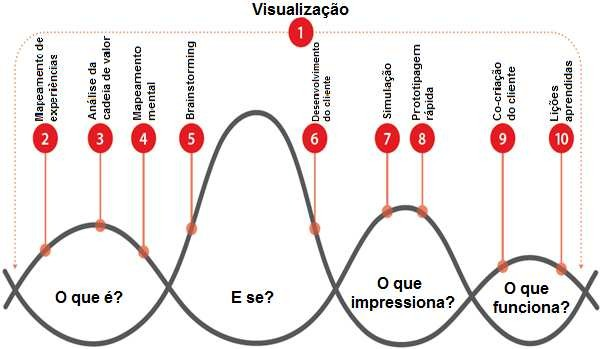 Visualização
1
Mapeamento de
experiências
2
Análise da
cadeia de valor
3
Mapeamento
mental
4
Brainstorming
5
Desenvolvimento
do cliente
6
Simulação
7
Prototipagem
rápida
8
Co-criação
do cliente
9
Lições
aprendidas
10
O que é?
E se?
O que
impressiona?
O que
funciona?